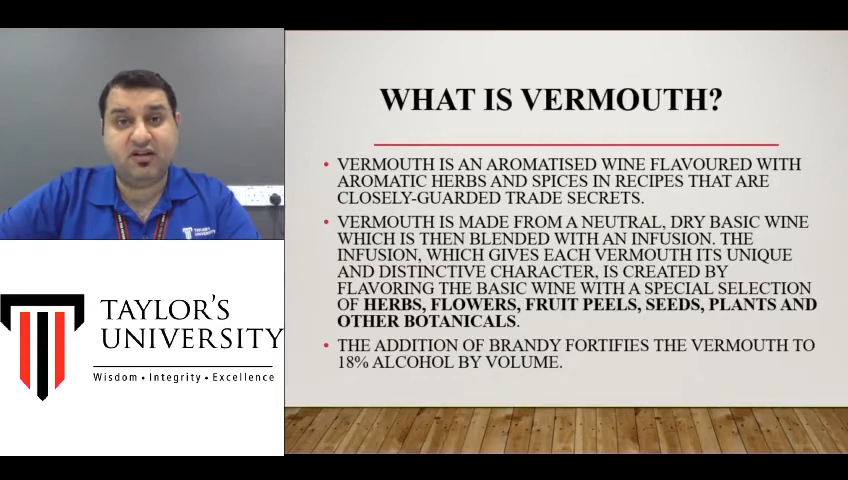 WHAT IS VERMOUTH?
• VERMOUTH IS AN AROMATISED WINE FLAVOURED WITH
AROMATIC HERBS AND SPICES IN RECIPES THAT ARE
CLOSELY-GUARDED TRADE SECRETS.
• VERMOUTH IS MADE FROM A NEUTRAL, DRY BASIC WINE
WHICH IS THEN BLENDED WITH AN INFUSION. THE
INFUSION, WHICH GIVES EACH VERMOUTH ITS UNIQUE
AND DISTINCTIVE CHARACTER, IS CREATED BY
FLAVORING THE BASIC WINE WITH A SPECIAL SELECTION
OF HERBS, FLOWERS, FRUIT PEELS, SEEDS, PLANTS AND
OTHER BOTANICALS.
• THE ADDITION OF BRANDY FORTIFIES THE VERMOUTH TO
18% ALCOHOL BY VOLUME.
TAYLOR'S
UNIVERSITY
TAYLOR'S
UNIVERSITY
Wisdom • Integrity • Excellence